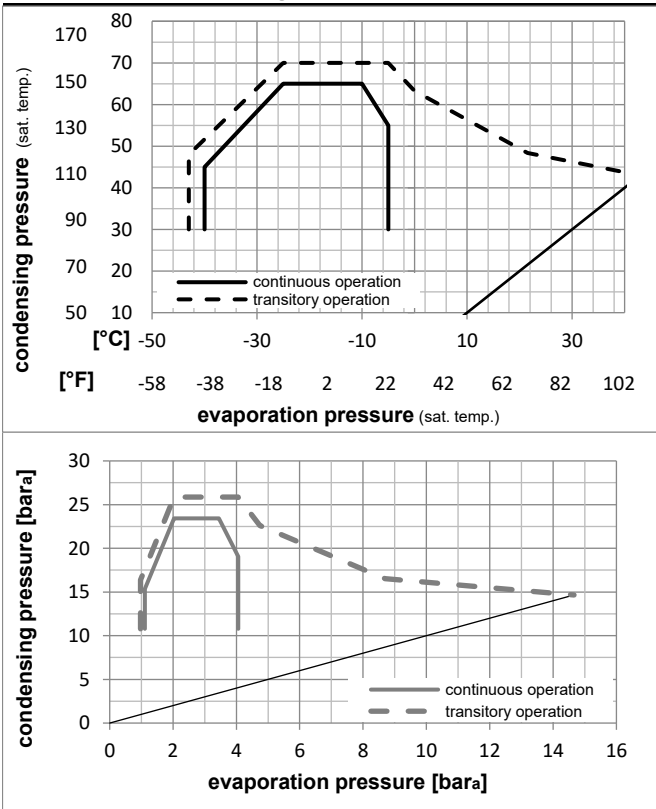 condensing pressure (sat. temp.)
170 80
70
150 60
130 50
110 40
90 30
70 20
50 10
continuous operation
transitory operation
[°C] -50 -30 -10 10 30
[°F] -58 -38 -18 2 22 42 62 82 102
evaporation pressure (sat. temp.)
condensing pressure [bara]
30
25
20
15
10
5
0
continuous operation
transitory operation
0 2 4 6 8 10 12 14 16
evaporation pressure [bara]